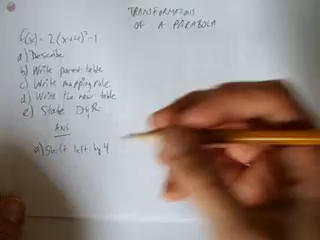 TRANSFORMATIONS
OF A PARABOLA
f(x) = 2(x+4)²-1
a) Describe
b) Write parent table
c) Write mapping rule
d) Write the new table
e) State D & R
Ans
a) Shift left by 4